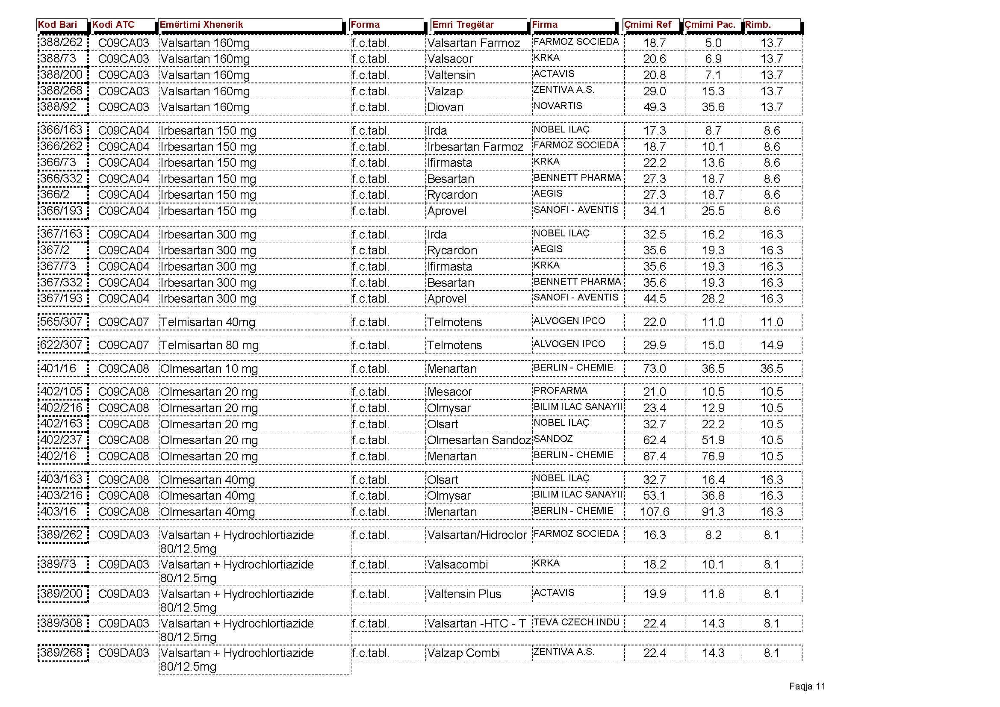 Kod Bari Kodi ATC Emërtimi Xhenerik Forma Emri Tregëtar Firma Çmimi Ref Çmimi Pac. Rimb.
388/262 C09CA03 Valsartan 160mg f.c.tabl. Valsartan Farmoz FARMOZ SOCIEDA 18.7 5.0 13.7
388/73 C09CA03 Valsartan 160mg f.c.tabl. Valsacor KRKA 20.6 6.9 13.7
388/200 C09CA03 Valsartan 160mg f.c.tabl. Valtensin ACTAVIS 20.8 7.1 13.7
388/268 C09CA03 Valsartan 160mg f.c.tabl. Valzap ZENTIVA A.S. 29.0 15.3 13.7
388/92 C09CA03 Valsartan 160mg f.c.tabl. Diovan NOVARTIS 49.3 35.6 13.7
366/163 C09CA04 Irbesartan 150 mg f.c.tabl. Irda NOBEL ILAÇ 17.3 8.7 8.6
366/262 C09CA04 Irbesartan 150 mg f.c.tabl. Irbesartan Farmoz FARMOZ SOCIEDA 18.7 10.1 8.6
366/73 C09CA04 Irbesartan 150 mg f.c.tabl. Ifirmasta KRKA 22.2 13.6 8.6
366/332 C09CA04 Irbesartan 150 mg f.c.tabl. Besartan BENNETT PHARMA 27.3 18.7 8.6
366/2 C09CA04 Irbesartan 150 mg f.c.tabl. Rycardon AEGIS 27.3 18.7 8.6
366/193 C09CA04 Irbesartan 150 mg f.c.tabl. Aprovel SANOFI - AVENTIS 34.1 25.5 8.6
367/163 C09CA04 Irbesartan 300 mg f.c.tabl. Irda NOBEL ILAÇ 32.5 16.2 16.3
367/2 C09CA04 Irbesartan 300 mg f.c.tabl. Rycardon AEGIS 35.6 19.3 16.3
367/73 C09CA04 Irbesartan 300 mg f.c.tabl. Ifirmasta KRKA 35.6 19.3 16.3
367/332 C09CA04 Irbesartan 300 mg f.c.tabl. Besartan BENNETT PHARMA 35.6 19.3 16.3
367/193 C09CA04 Irbesartan 300 mg f.c.tabl. Aprovel SANOFI - AVENTIS 44.5 28.2 16.3
565/307 C09CA07 Telmisartan 40mg f.c.tabl. Telmotens ALVOGEN IPCO 22.0 11.0 11.0
622/307 C09CA07 Telmisartan 80 mg f.c.tabl. Telmotens ALVOGEN IPCO 29.9 15.0 14.9
401/16 C09CA08 Olmesartan 10 mg f.c.tabl. Menartan BERLIN - CHEMIE 73.0 36.5 36.5
402/105 C09CA08 Olmesartan 20 mg f.c.tabl. Mesacor PROFARMA 21.0 10.5 10.5
402/216 C09CA08 Olmesartan 20 mg f.c.tabl. Olmysar BILIM ILAC SANAYII 23.4 12.9 10.5
402/163 C09CA08 Olmesartan 20 mg f.c.tabl. Olsart NOBEL ILAÇ 32.7 22.2 10.5
402/237 C09CA08 Olmesartan 20 mg f.c.tabl. Olmesartan Sandoz SANDOZ 62.4 51.9 10.5
402/16 C09CA08 Olmesartan 20 mg f.c.tabl. Menartan BERLIN - CHEMIE 87.4 76.9 10.5
403/163 C09CA08 Olmesartan 40mg f.c.tabl. Olsart NOBEL ILAÇ 32.7 16.4 16.3
403/216 C09CA08 Olmesartan 40mg f.c.tabl. Olmysar BILIM ILAC SANAYII 53.1 36.8 16.3
403/16 C09CA08 Olmesartan 40mg f.c.tabl. Menartan BERLIN - CHEMIE 107.6 91.3 16.3
389/262 C09DA03 Valsartan + Hydrochlortiazide f.c.tabl. Valsartan/Hidroclor FARMOZ SOCIEDA 16.3 8.2 8.1
80/12.5mg
389/73 C09DA03 Valsartan + Hydrochlortiazide f.c.tabl. Valsacombi KRKA 18.2 10.1 8.1
80/12.5mg
389/200 C09DA03 Valsartan + Hydrochlortiazide f.c.tabl. Valtensin Plus ACTAVIS 19.9 11.8 8.1
80/12.5mg
389/308 C09DA03 Valsartan + Hydrochlortiazide f.c.tabl. Valsartan -HTC - T TEVA CZECH INDU 22.4 14.3 8.1
80/12.5mg
389/268 C09DA03 Valsartan + Hydrochlortiazide f.c.tabl. Valzap Combi ZENTIVA A.S. 22.4 14.3 8.1
80/12.5mg
Faqja 11